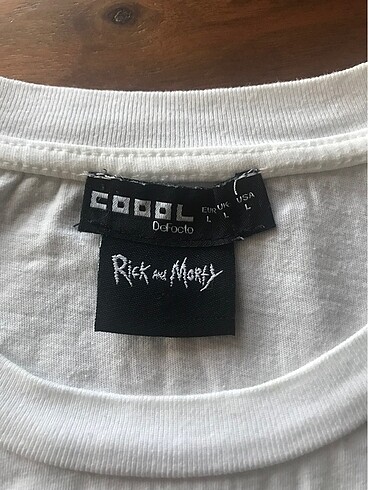 COOOL EUR UK USA
DeFacto L L L
Rick and Morty